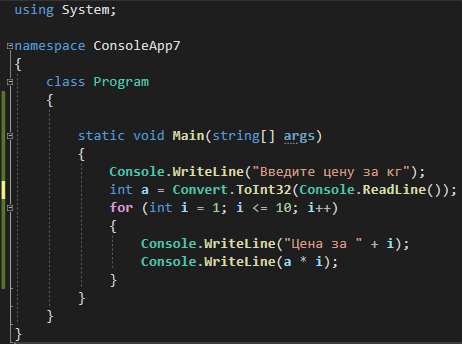 using System;
namespace ConsoleApp7
{
class Program
{
static void Main(string[] args)
{
Console.WriteLine("Введите цену за кг");
int a = Convert.ToInt32(Console.ReadLine());
for (int i = 1; i <= 10; i++)
{
Console.WriteLine("Цена за " + i);
Console.WriteLine(a * i);
}
}
}
}